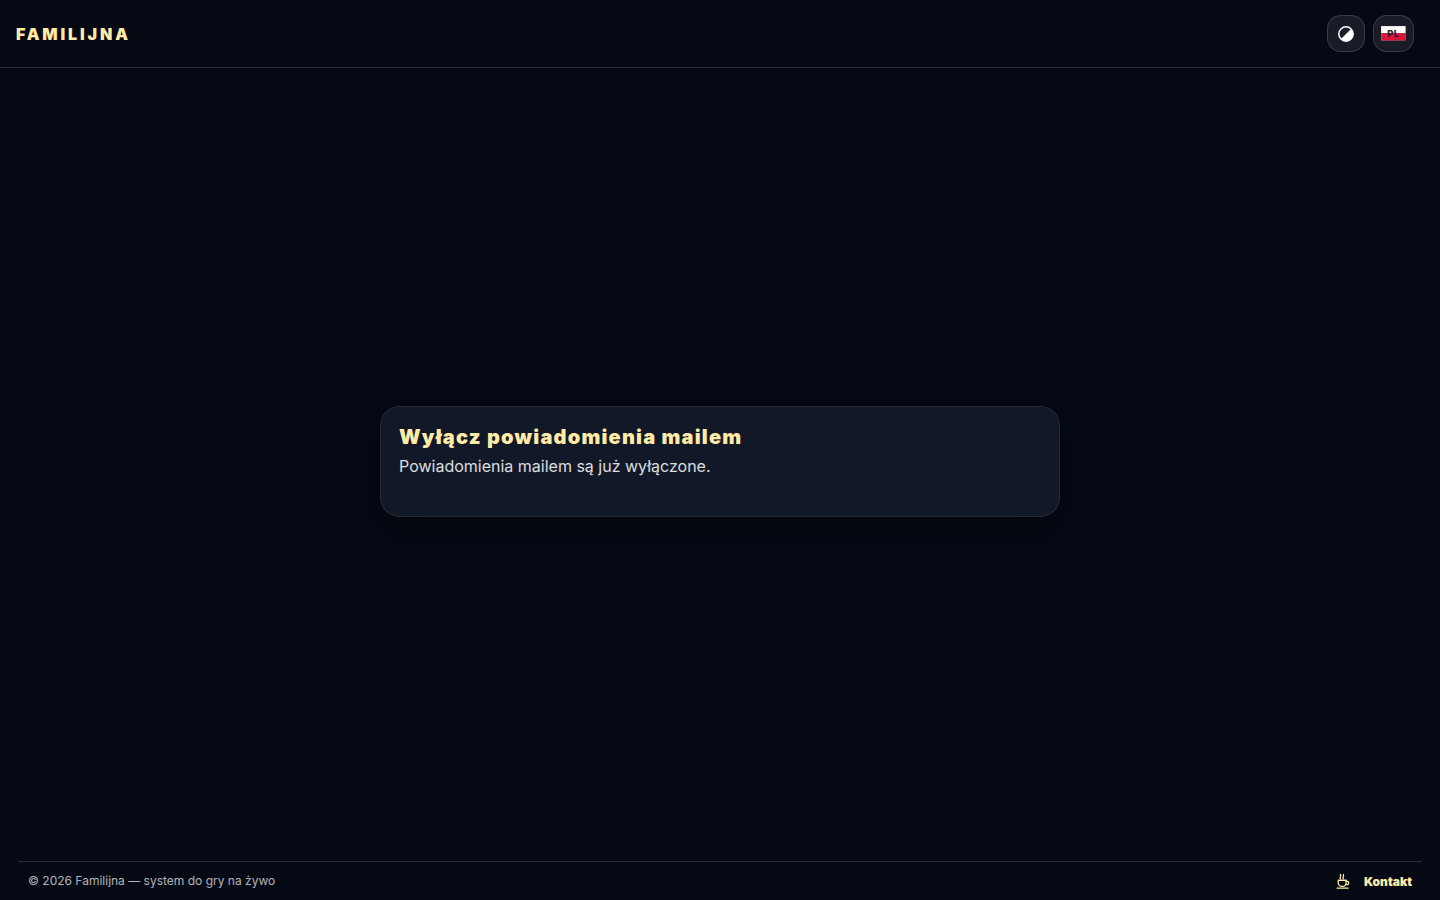 FAMILIJNA
PL
Wyłącz powiadomienia mailem
Powiadomienia mailem są już wyłączone.
© 2026 Familijna — system do gry na żywo
Kontakt